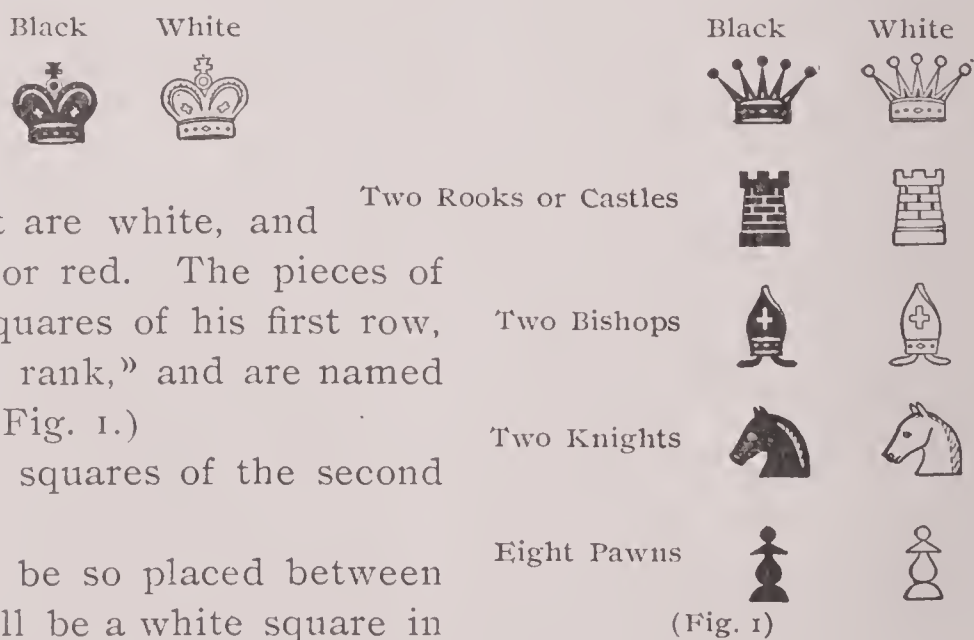 Black White
Black White
Two Rooks or Castles
Two Bishops
Two Knights
Eight Pawns
(Fig. 1)
are white, and
or red. The pieces of
quares of his first row,
rank,” and are named
Fig. 1.)
squares of the second
be so placed between
ll be a white square in